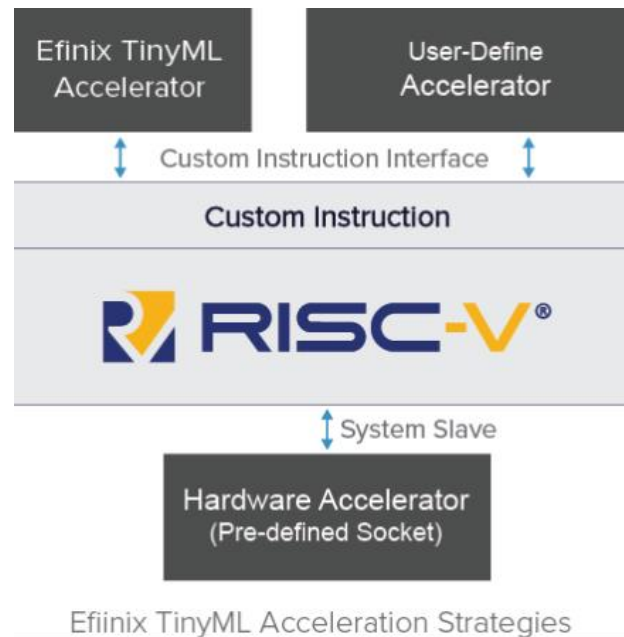 Efinix TinyML
Accelerator
User-Define
Accelerator
Custom Instruction Interface
Custom Instruction
RISC-V®
System Slave
Hardware Accelerator
(Pre-defined Socket)
Efiinix TinyML Acceleration Strategies